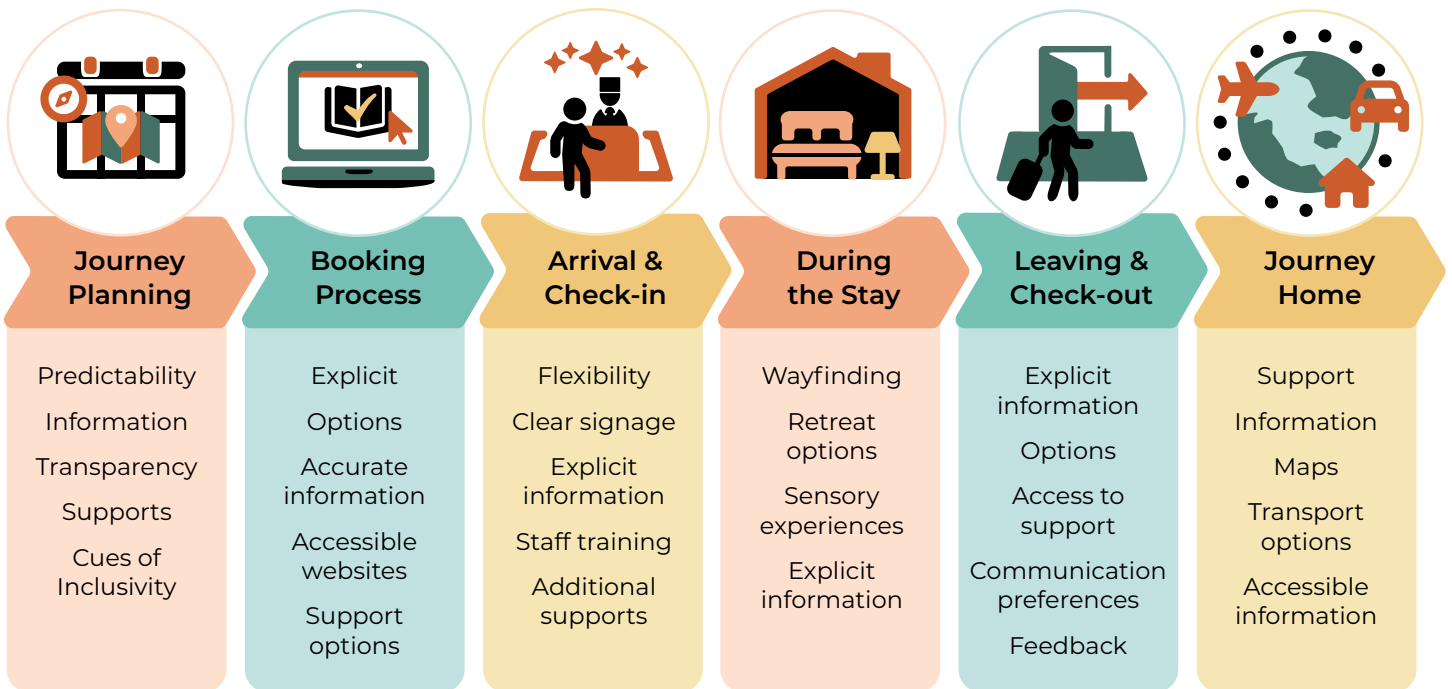 Journey
Planning
Predictability
Information
Transparency
Supports
Cues of
Inclusivity
Booking
Process
Explicit
Options
Accurate
information
Accessible
websites
Support
options
Arrival &
Check-in
Flexibility
Clear signage
Explicit
information
Staff training
Additional
supports
During
the Stay
Wayfinding
Retreat
options
Sensory
experiences
Explicit
information
Leaving &
Check-out
Explicit
information
Options
Access to
support
Communication
preferences
Feedback
Journey
Home
Support
Information
Maps
Transport
options
Accessible
information